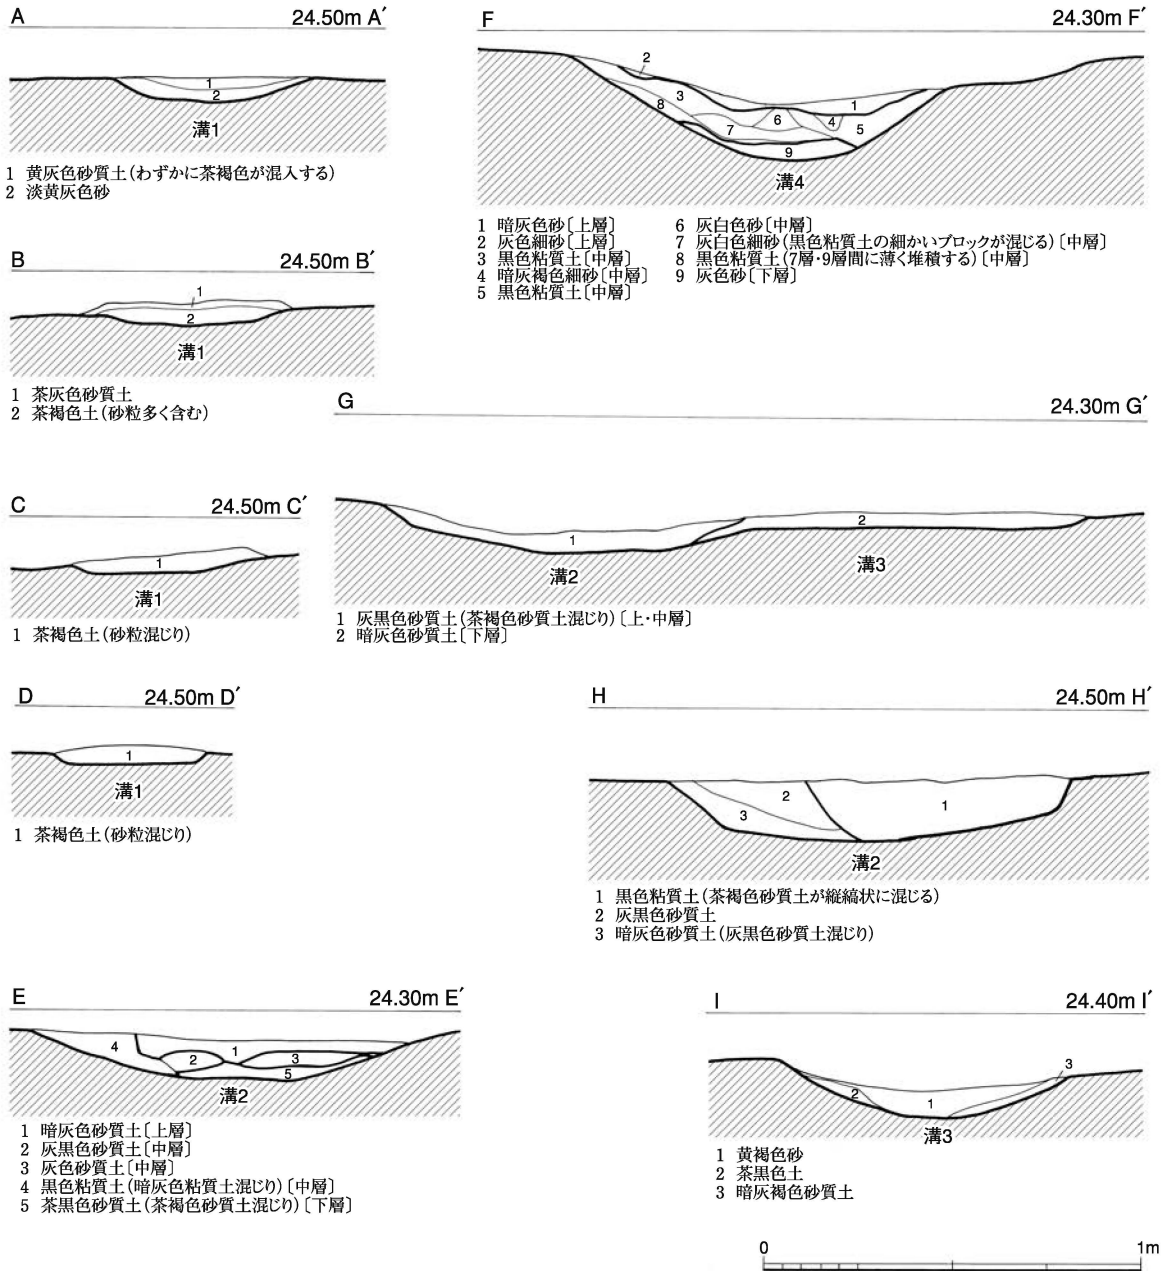 A 24.50m A′
1
2
溝1
1 黄灰色砂質土(わずかに茶褐色が混入する)
2 淡黄灰色砂
B 24.50m B′
1
2
溝1
1 茶灰色砂質土
2 茶褐色土(砂粒多く含む)
C 24.50m C′
1
溝1
1 茶褐色土(砂粒混じり)
D 24.50m D′
1
溝1
1 茶褐色土(砂粒混じり)
E 24.30m E′
4 2 1 3
5
溝2
1 暗灰色砂質土〔上層〕
2 灰黒色砂質土〔中層〕
3 灰色砂質土〔中層〕
4 黒色粘質土(暗灰色粘質土混じり)〔中層〕
5 茶黒色砂質土(茶褐色砂質土混じり)〔下層〕
F 24.30m F′
2
3
8 1
7 6 4 5
9
溝4
1 暗灰色砂〔上層〕
2 灰色細砂〔上層〕
3 黒色粘質土〔中層〕
4 暗灰褐色細砂〔中層〕
5 黒色粘質土〔中層〕
6 灰白色砂〔中層〕
7 灰白色細砂(黒色粘質土の細かいブロックが混じる)〔中層〕
8 黒色粘質土(7層・9層間に薄く堆積する)〔中層〕
9 灰色砂〔下層〕
G 24.30m G′
1 2
溝2 溝3
1 灰黒色砂質土(茶褐色砂質土混じり)〔上・中層〕
2 暗灰色砂質土〔下層〕
H 24.50m H′
2 1
3
溝2
1 黒色粘質土(茶褐色砂質土が縦縞状に混じる)
2 灰黒色砂質土
3 暗灰色砂質土(灰黒色砂質土混じり)
I 24.40m I′
3
2 1
溝3
1 黄褐色砂
2 茶黒色土
3 暗灰褐色砂質土
0 1m